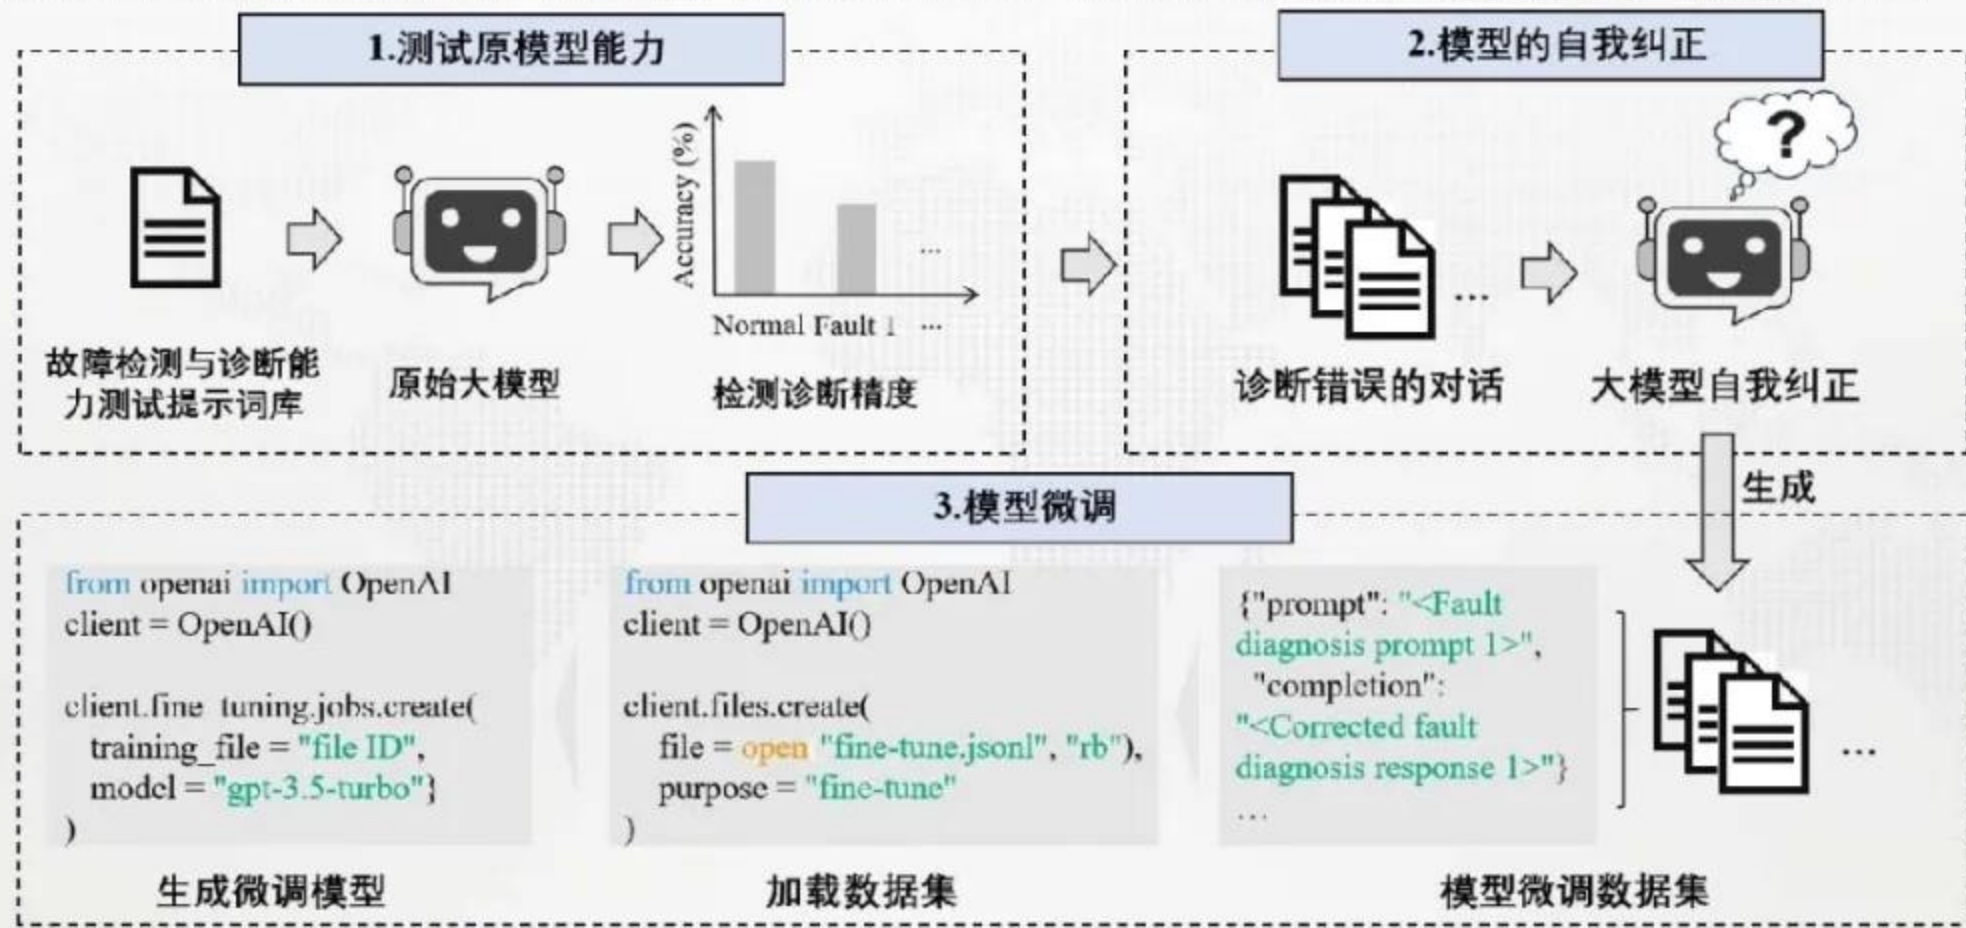 1.测试原模型能力
故障检测与诊断能
力测试提示词库
原始大模型
Accuracy (%)
...
Normal Fault 1 ...
检测诊断精度
2.模型的自我纠正
?
...
诊断错误的对话
大模型自我纠正
生成
3.模型微调
from openai import OpenAI
client = OpenAI()
client.fine_tuning.jobs.create(
training_file = "file ID",
model = "gpt-3.5-turbo"}
)
生成微调模型
from openai import OpenAI
client = OpenAI()
client.files.create(
file = open "fine-tune.jsonl", "rb"),
purpose = "fine-tune"
)
加载数据集
{"prompt": "<Fault
diagnosis prompt 1>",
"completion":
"<Corrected fault
diagnosis response 1>"}
...
...
模型微调数据集